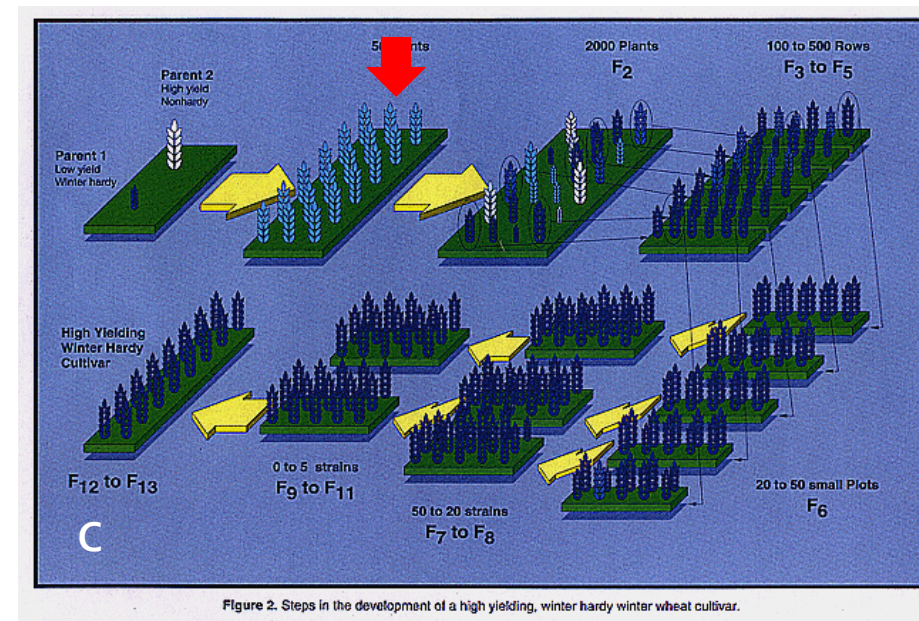 2000 Plants
F2
100 to 500 Rows
F3 to F5
Parent 2
High yield
Nonhardy
Parent 1
Low yield
Winter hardy
High Yielding
Winter Hardy
Cultivar
F12 to F13
0 to 5 strains
F9 to F11
50 to 20 strains
F7 to F8
20 to 50 small Plots
F6
C
Figure 2. Steps in the development of a high yielding, winter hardy winter wheat cultivar.